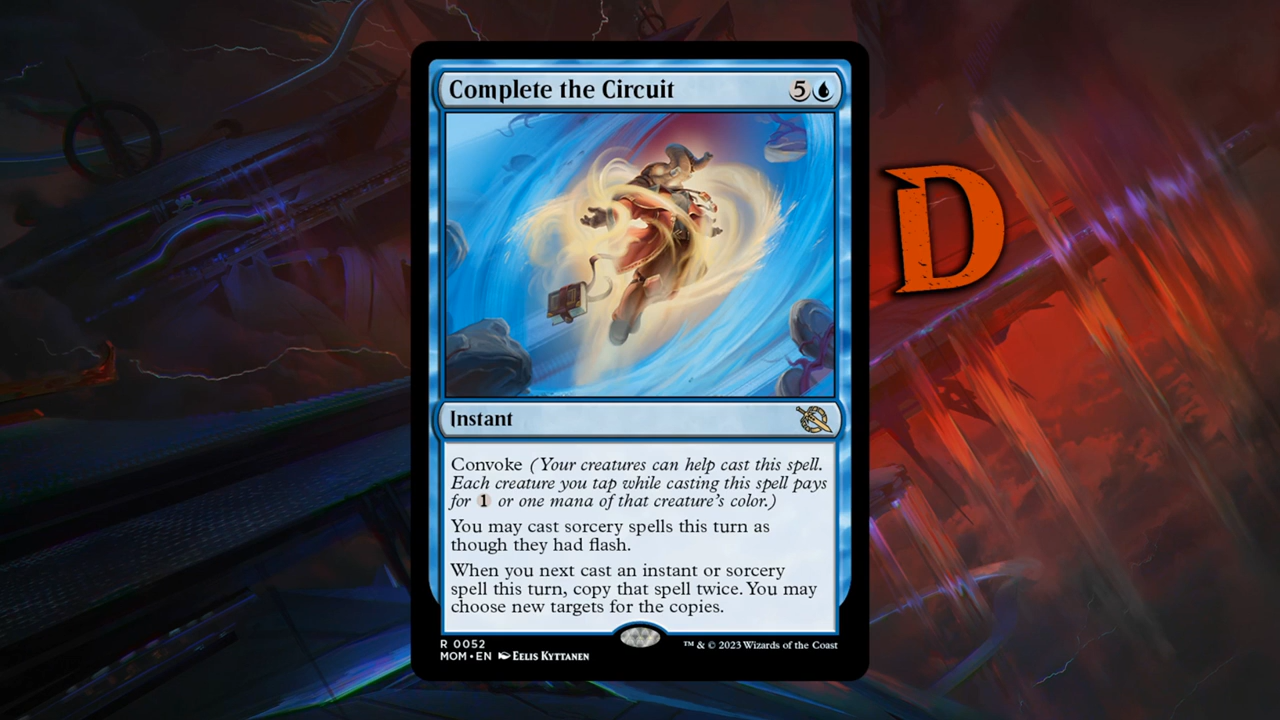 Complete the Circuit 5
D
Instant
Convoke (Your creatures can help cast this spell.
Each creature you tap while casting this spell pays
for 1 or one mana of that creature's color.)
You may cast sorcery spells this turn as
though they had flash.
When you next cast an instant or sorcery
spell this turn, copy that spell twice. You may
choose new targets for the copies.
R 0052
MOM • EN Eelis Kyttanen
™ & © 2023 Wizards of the Coast